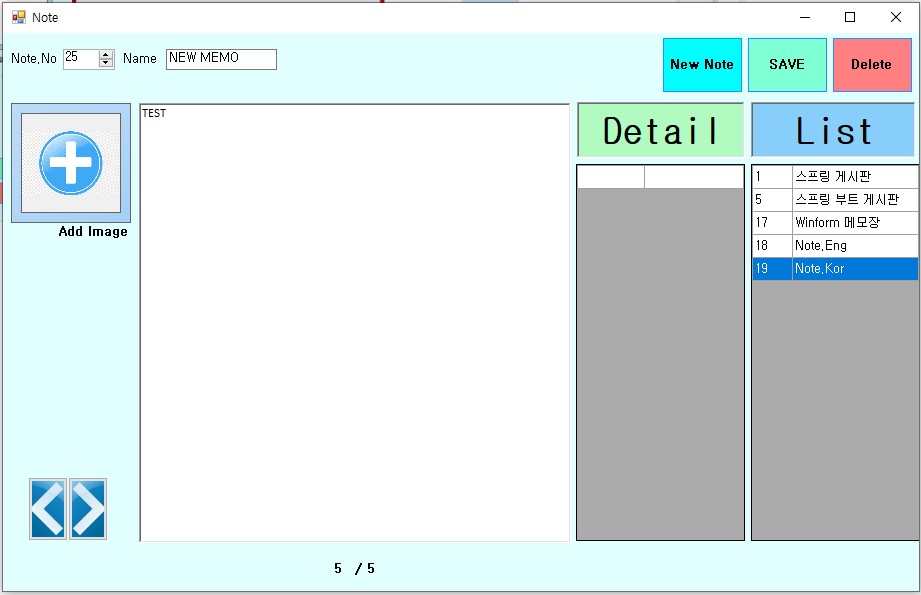 Note
Note.No 25 Name NEW MEMO
New Note SAVE Delete
TEST
Add Image
Detail
List
1 스프링 게시판
5 스프링 부트 게시판
17 Winform 메모장
18 Note.Eng
19 Note.Kor
5 / 5